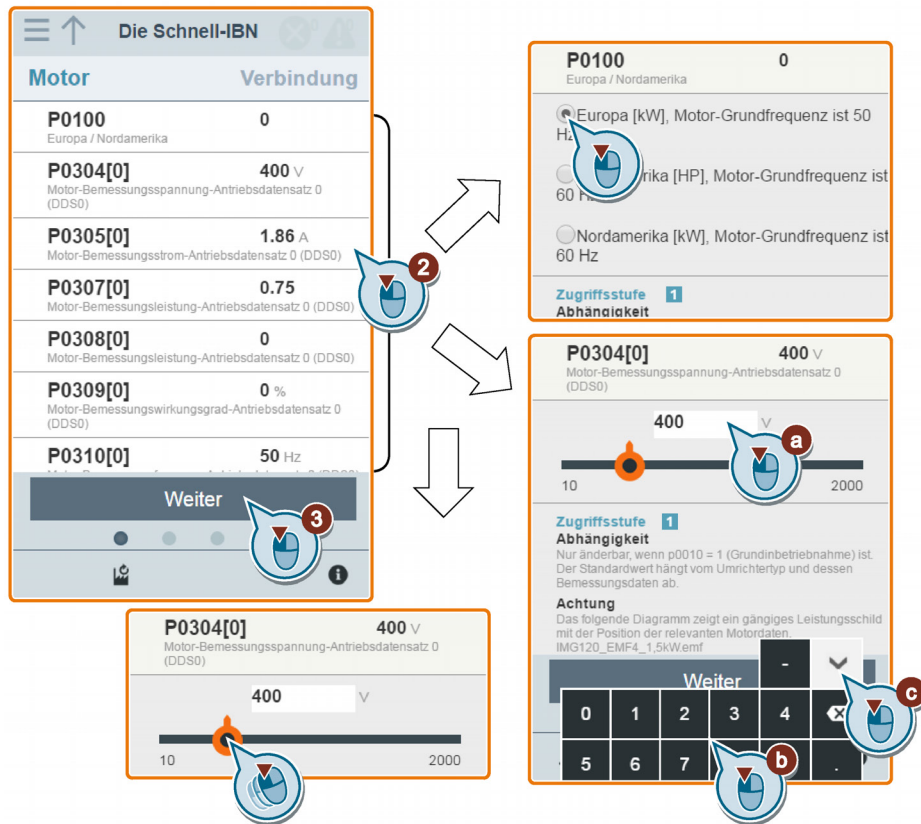 Die Schnell-IBN
Motor Verbindung
P0100 0
Europa / Nordamerika
P0304[0] 400 V
Motor-Bemessungsspannung-Antriebsdatensatz 0
(DDS0)
P0305[0] 1.86 A
Motor-Bemessungsstrom-Antriebsdatensatz 0 (DDS0)
P0307[0] 0.75
Motor-Bemessungsleistung-Antriebsdatensatz 0 (DDS0)
P0308[0] 0
Motor-Bemessungsleistung-Antriebsdatensatz 0 (DDS0)
P0309[0] 0 %
Motor-Bemessungswirkungsgrad-Antriebsdatensatz 0
(DDS0)
P0310[0] 50 Hz
Weiter
2
3
P0100 0
Europa / Nordamerika
Europa [kW], Motor-Grundfrequenz ist 50
[HP], Motor-Grundfrequenz ist
60
Nordamerika [kW], Motor-Grundfrequenz ist
60 Hz
Zugriffsstufe 1
Abhängigkeit
P0304[0] 400 V
Motor-Bemessungsspannung-Antriebsdatensatz 0
(DDS0)
400 V
a
10 2000
Zugriffsstufe 1
Abhängigkeit
Nur änderbar, wenn p0010 = 1 (Grundinbetriebnahme) ist.
Der Standardwert hängt vom Umrichtertyp und dessen
Bemessungsdaten ab.
Achtung
Das folgende Diagramm zeigt ein gängiges Leistungsschild
mit der Position der relevanten Motordaten.
IMG120_EMF4_1,5kW.emf
-
Weiter
c
0 1 2 3 4
5 6 7 .
b
P0304[0] 400 V
Motor-Bemessungsspannung-Antriebsdatensatz 0
(DDS0)
400 V
10 2000